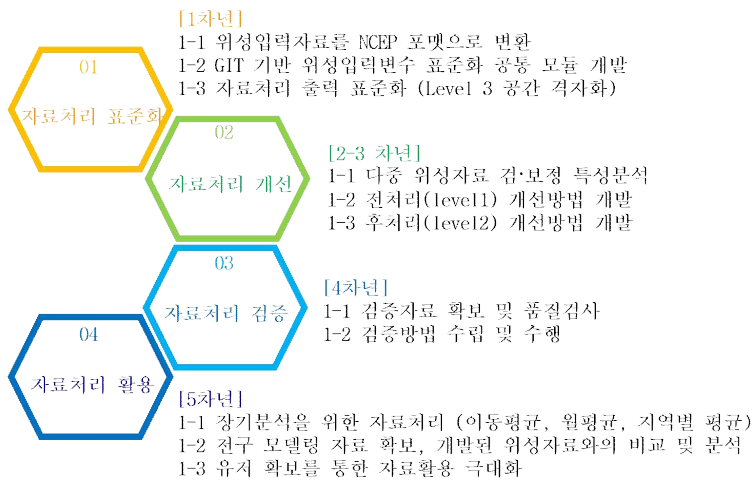 [1차년]
1-1 위성입력자료를 NCEP 포맷으로 변환
1-2 GIT 기반 위성입력변수 표준화 공통 모듈 개발
1-3 자료처리 출력 표준화 (Level 3 공간 격자화)
01
자료처리 표준화
02
자료처리 개선
[2-3 차년]
1-1 다중 위성자료 검·보정 특성분석
1-2 전처리(level1) 개선방법 개발
1-3 후처리(level2) 개선방법 개발
03
자료처리 검증
[4차년]
1-1 검증자료 확보 및 품질검사
1-2 검증방법 수립 및 수행
04
자료처리 활용
[5차년]
1-1 장기분석을 위한 자료처리 (이동평균, 월평균, 지역별 평균)
1-2 전구 모델링 자료 확보, 개발된 위성자료와의 비교 및 분석
1-3 유저 확보를 통한 자료활용 극대화